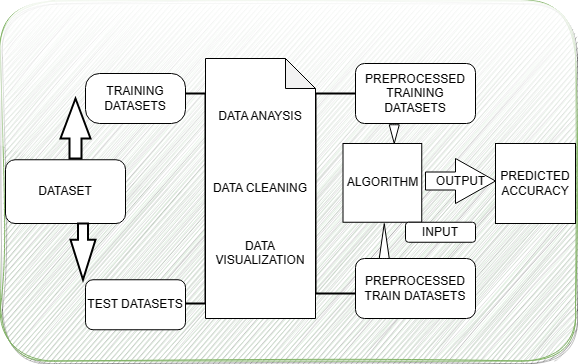 TRAINING
DATASETS
DATASET
TEST DATASETS
DATA ANAYSIS
DATA CLEANING
DATA
VISUALIZATION
PREPROCESSED
TRAINING
DATASETS
ALGORITHM
OUTPUT
PREDICTED
ACCURACY
INPUT
PREPROCESSED
TRAIN DATASETS